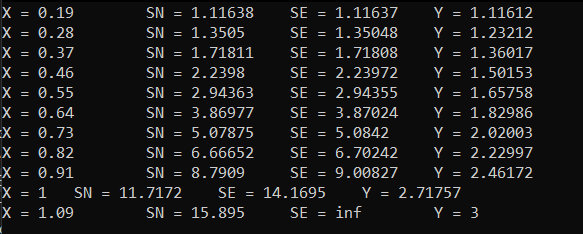 X = 0.19 SN = 1.11638 SE = 1.11637 Y = 1.11612
X = 0.28 SN = 1.3505 SE = 1.35048 Y = 1.23212
X = 0.37 SN = 1.71811 SE = 1.71808 Y = 1.36017
X = 0.46 SN = 2.2398 SE = 2.23972 Y = 1.50153
X = 0.55 SN = 2.94363 SE = 2.94355 Y = 1.65758
X = 0.64 SN = 3.86977 SE = 3.87024 Y = 1.82986
X = 0.73 SN = 5.07875 SE = 5.0842 Y = 2.02003
X = 0.82 SN = 6.66652 SE = 6.70242 Y = 2.22997
X = 0.91 SN = 8.7909 SE = 9.00827 Y = 2.46172
X = 1 SN = 11.7172 SE = 14.1695 Y = 2.71757
X = 1.09 SN = 15.895 SE = inf Y = 3